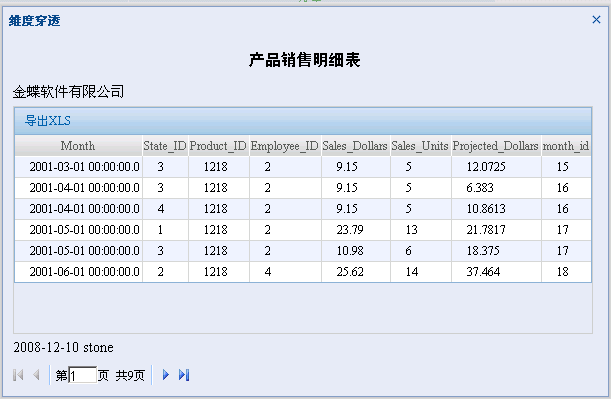 维度穿透
产品销售明细表
金蝶软件有限公司
导出XLS
Month State_ID Product_ID Employee_ID Sales_Dollars Sales_Units Projected_Dollars month_id
2001-03-01 00:00:00.0 3 1218 2 9.15 5 12.0725 15
2001-04-01 00:00:00.0 3 1218 2 9.15 5 6.383 16
2001-04-01 00:00:00.0 4 1218 2 9.15 5 10.8613 16
2001-05-01 00:00:00.0 1 1218 2 23.79 13 21.7817 17
2001-05-01 00:00:00.0 3 1218 2 10.98 6 18.375 17
2001-06-01 00:00:00.0 2 1218 4 25.62 14 37.464 18
2008-12-10 stone
第1页 共9页